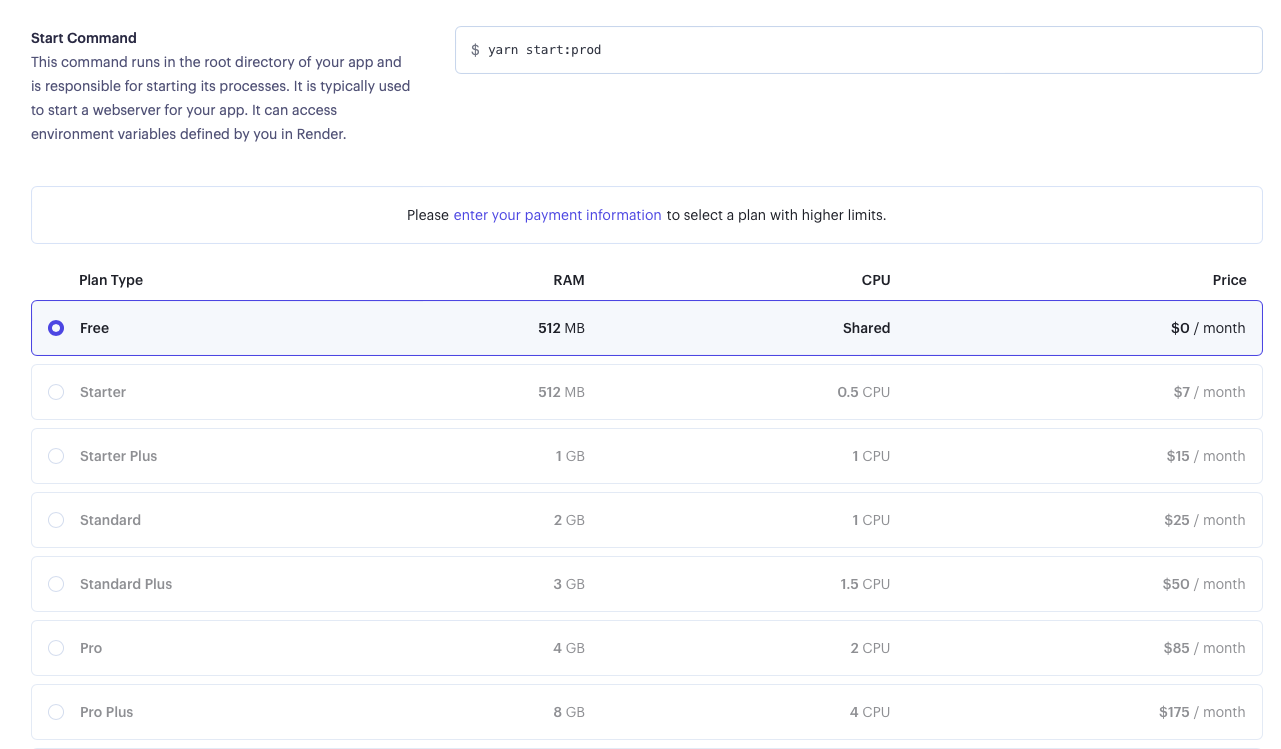 Start Command
This command runs in the root directory of your app and
is responsible for starting its processes. It is typically used
to start a webserver for your app. It can access
environment variables defined by you in Render.
$ yarn start:prod
Please enter your payment information to select a plan with higher limits.
Plan Type RAM CPU Price
Free 512 MB Shared $0 / month
Starter 512 MB 0.5 CPU $7 / month
Starter Plus 1 GB 1 CPU $15 / month
Standard 2 GB 1 CPU $25 / month
Standard Plus 3 GB 1.5 CPU $50 / month
Pro 4 GB 2 CPU $85 / month
Pro Plus 8 GB 4 CPU $175 / month